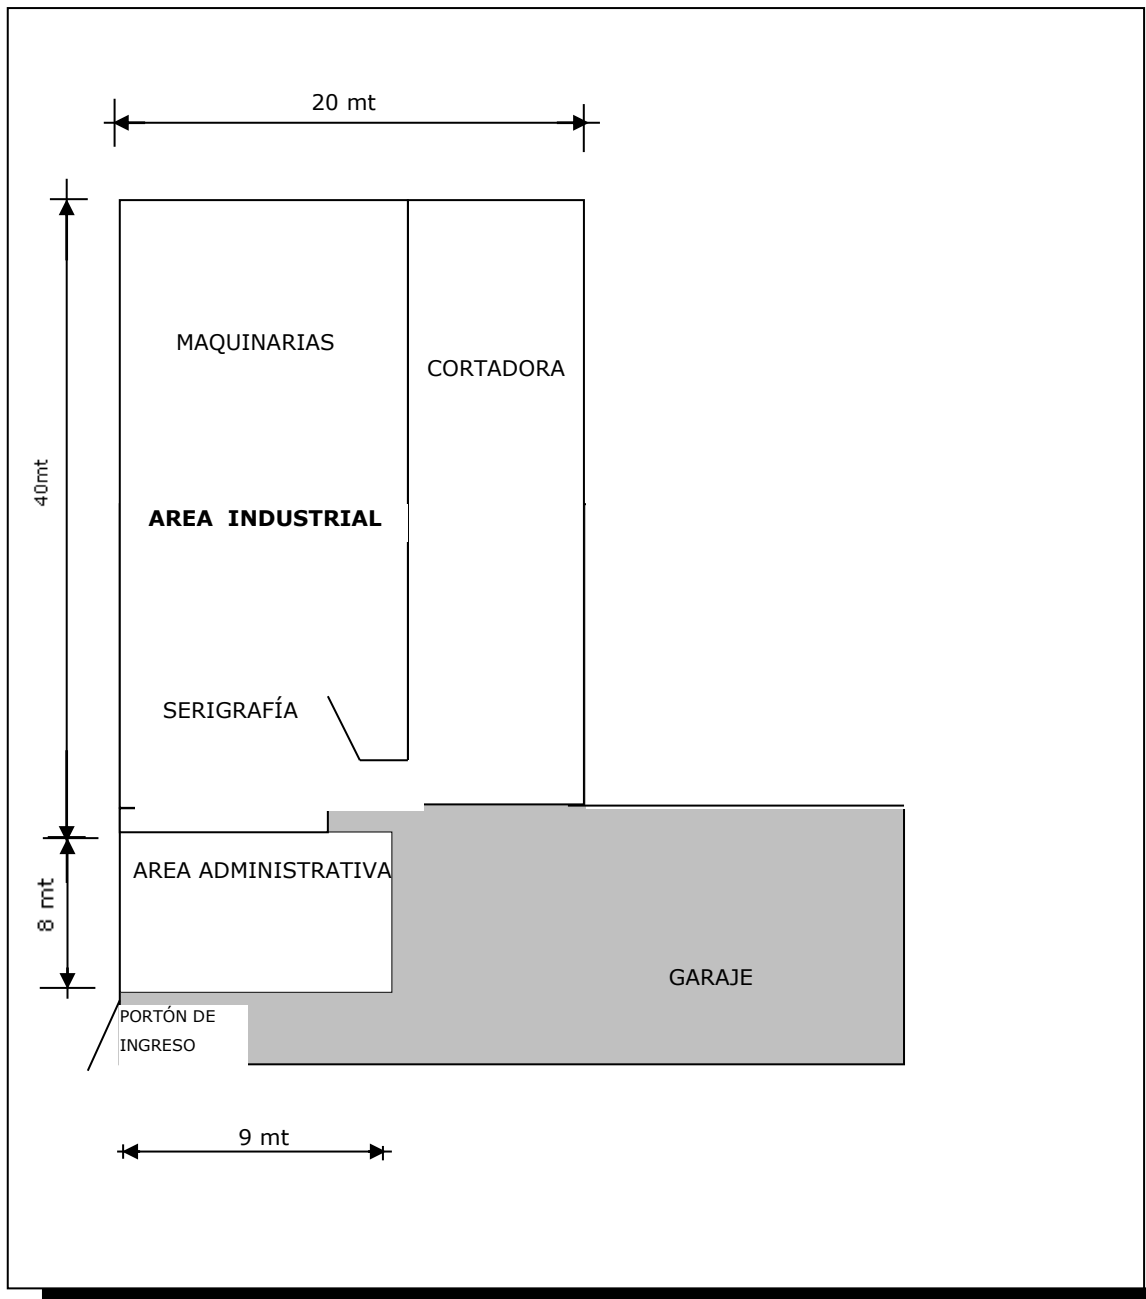 20 mt
MAQUINARIAS
CORTADORA
40mt
AREA INDUSTRIAL
SERIGRAFÍA
AREA ADMINISTRATIVA
8 mt
GARAJE
PORTÓN DE
INGRESO
9 mt